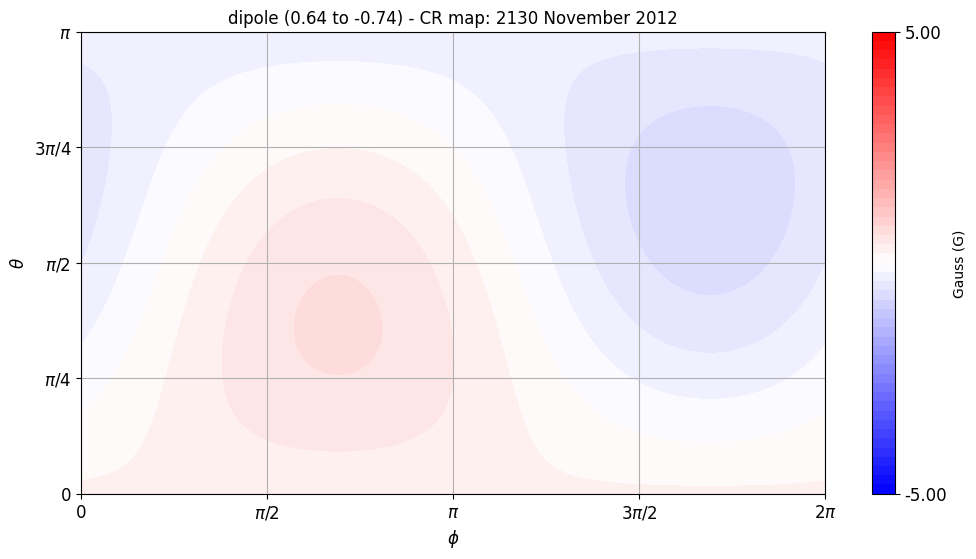 dipole (0.64 to -0.74) - CR map: 2130 November 2012
π
3π/4
π/2
π/4
0
θ
0
π/2
π
3π/2
2π
ϕ
5.00
-5.00
Gauss (G)